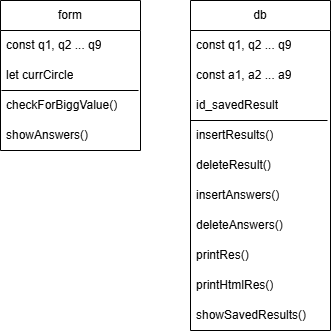 form
const q1, q2 ... q9
let currCircle
checkForBiggValue()
showAnswers()
db
const q1, q2 ... q9
const a1, a2 ... a9
id_savedResult
insertResults()
deleteResult()
insertAnswers()
deleteAnswers()
printRes()
printHtmlRes()
showSavedResults()